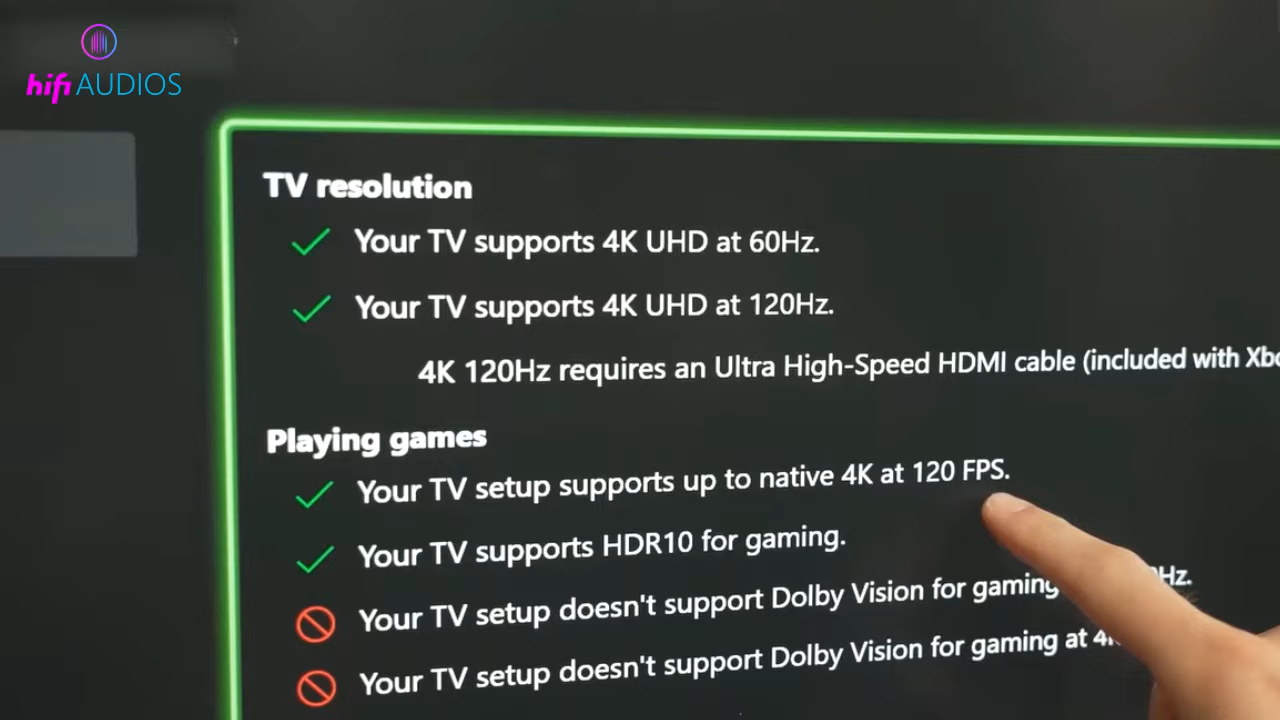 hifi AUDIOS
TV resolution
Your TV supports 4K UHD at 60Hz.
Your TV supports 4K UHD at 120Hz.
4K 120Hz requires an Ultra High-Speed HDMI cable (included with
Playing games
Your TV setup supports up to native 4K at 120 FPS.
Your TV supports HDR10 for gaming.
Your TV setup doesn't support Dolby Vision for gaming
Your TV setup doesn't support Dolby Vision for gaming at